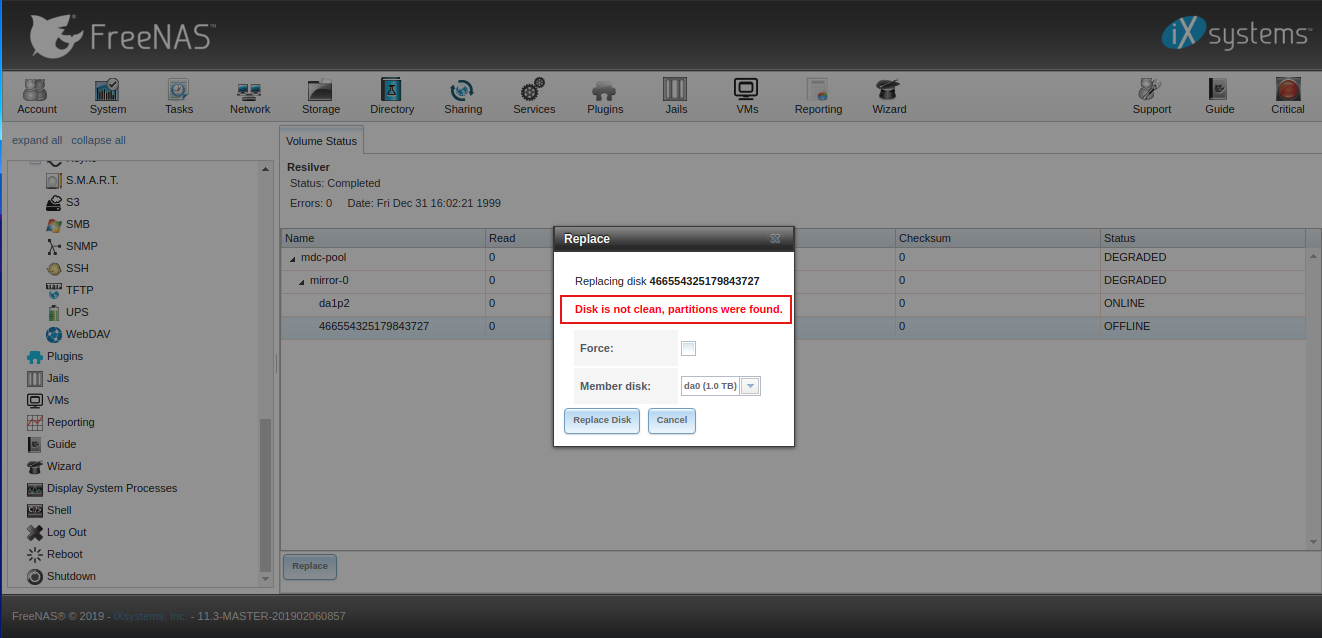 FreeNAS™
iXsystems™
Account System Tasks Network Storage Directory Sharing Services Plugins Jails VMs Reporting Wizard Support Guide Critical
expand all collapse all
Volume Status
Resilver
Status: Completed
Errors: 0 Date: Fri Dec 31 16:02:21 1999
S.M.A.R.T.
S3
SMB
SNMP
SSH
TFTP
UPS
WebDAV
Plugins
Jails
VMs
Reporting
Guide
Wizard
Display System Processes
Shell
Log Out
Reboot
Shutdown
Name Read Checksum Status
mdc-pool 0 0 DEGRADED
mirror-0 0 0 DEGRADED
da1p2 0 0 ONLINE
466554325179843727 0 0 OFFLINE
Replace
Replacing disk 466554325179843727
Disk is not clean, partitions were found.
Force:
Member disk: da0 (1.0 TB)
Replace Disk Cancel
Replace
FreeNAS® © 2019 - iXsystems, Inc. - 11.3-MASTER-201902060857